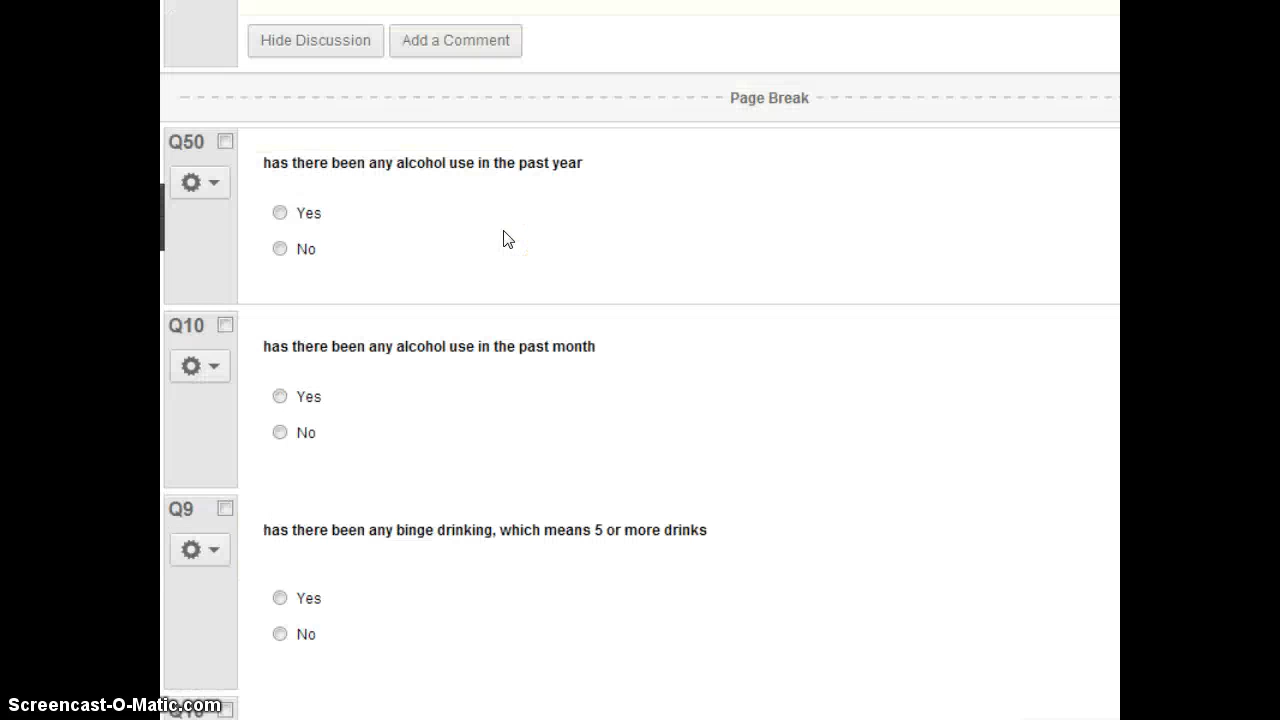 Hide Discussion Add a Comment
Page Break
Q50
has there been any alcohol use in the past year
Yes
No
Q10
has there been any alcohol use in the past month
Yes
No
Q9
has there been any binge drinking, which means 5 or more drinks
Yes
No
Screencast-O-Matic.com